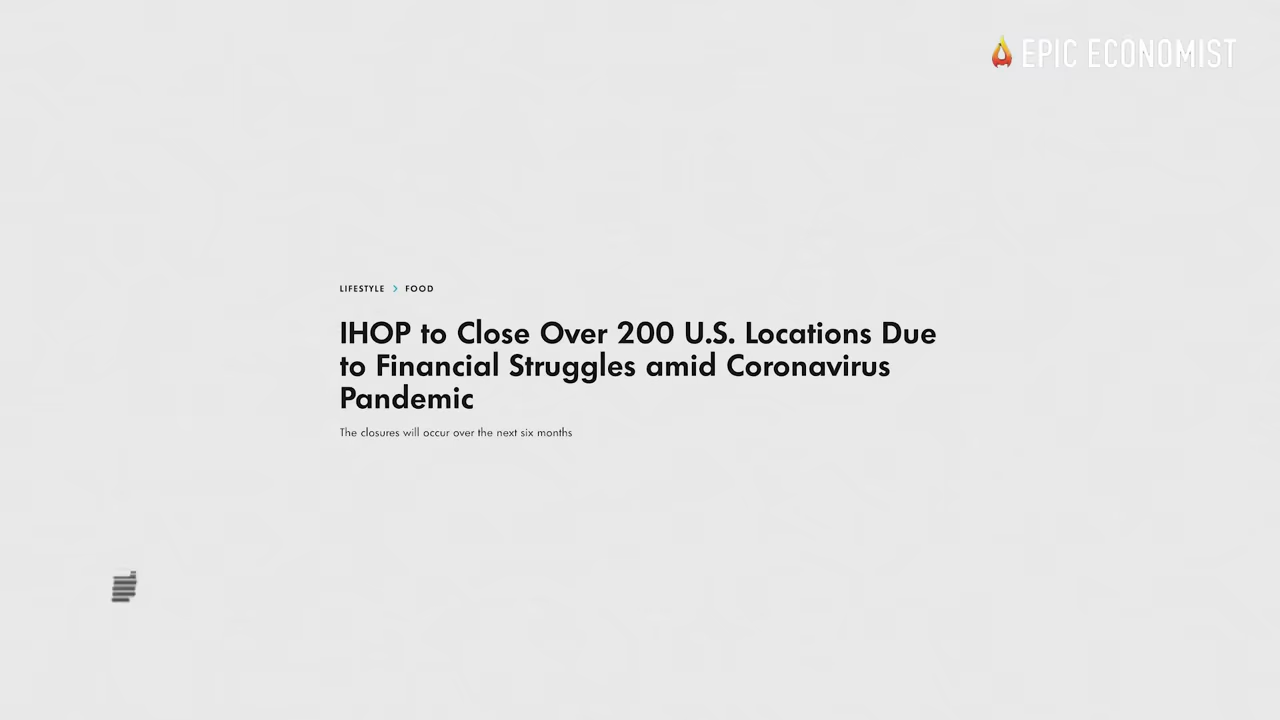 EPIC ECONOMIST
LIFESTYLE > FOOD
IHOP to Close Over 200 U.S. Locations Due
to Financial Struggles amid Coronavirus
Pandemic
The closures will occur over the next six months